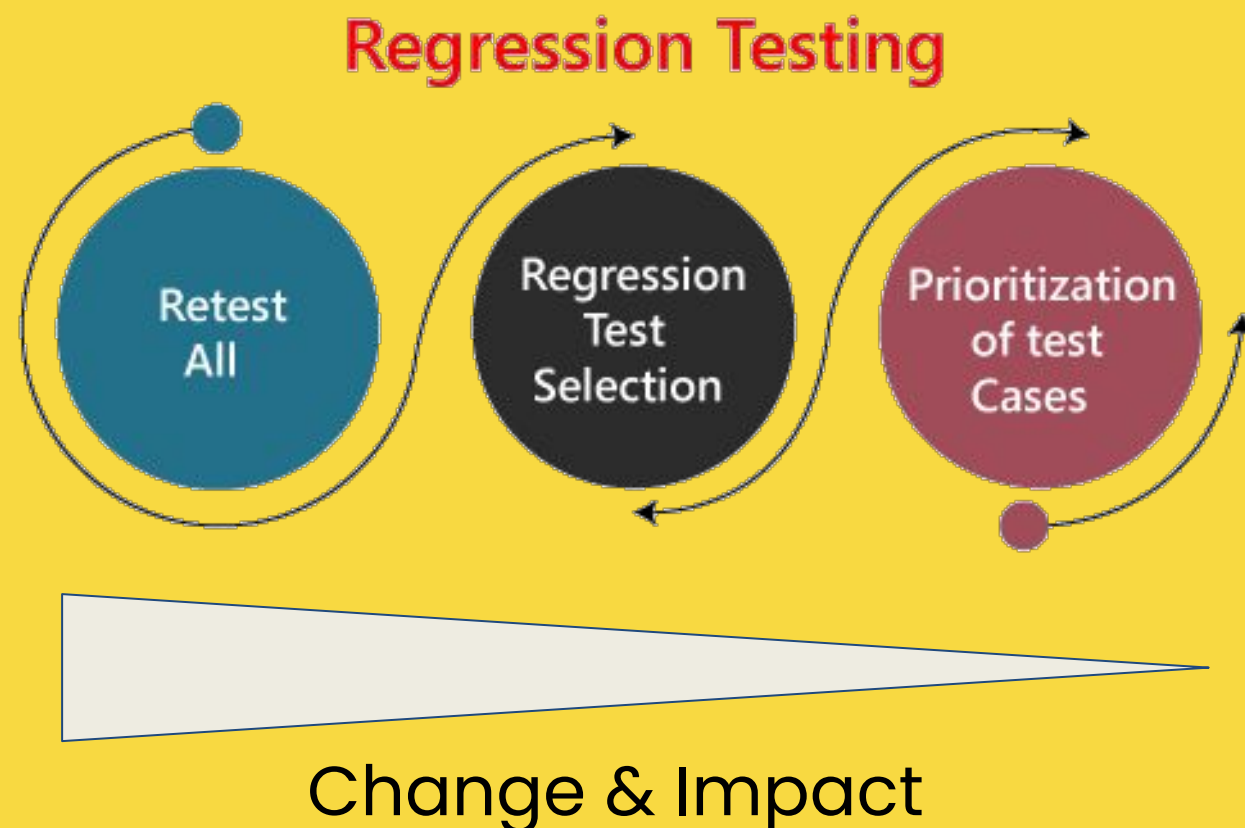 Regression Testing
Retest
All
Regression
Test
Selection
Prioritization
of test
Cases
Change & Impact